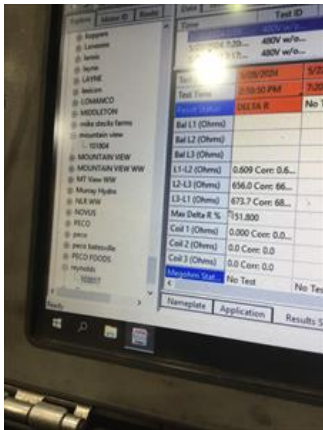 Explore Motor ID Route
koppers
Lanxess
layne
LAYNE
lexicon
LOMANCO
MIDDLETON
mike stocks farms
mountain view
101804
MOUNTAIN VIEW
MOUNTAIN VIEW WW
MT View WW
Murray Hydro
NLR WW
NOVUS
PECO
peco
peco batesville
PECO FOODS
reynolds
Ready
Data
Test ID
Time
480V w/o...
480V w/o...
480V w/o...
5/28/2024
2:50:50 PM
DELTA R
No T
Bal L1 (Ohms)
Bal L2 (Ohms)
Bal L3 (Ohms)
L1-L2 (Ohms) 0.609 Corr: 0.6...
L2-L3 (Ohms) 656.0 Corr: 66...
L3-L1 (Ohms) 673.7 Corr: 68...
Max Delta R % 51.800
Coil 1 (Ohms) 0.000 Corr: 0.0...
Coil 2 (Ohms) 0.0 Corr: 0.0
Coil 3 (Ohms) 0.0 Corr: 0.0
Megohm Stat... No Test No Tes
Nameplate Application Results S